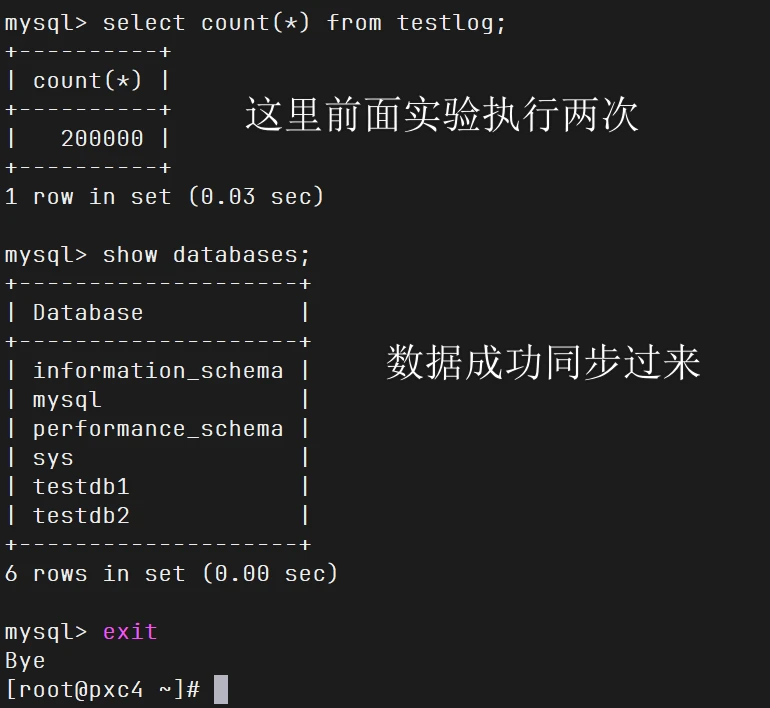 mysql> select count(*) from testlog;
+----------+
| count(*) |
+----------+
这里前面实验执行两次
|   200000 |
+----------+
1 row in set (0.03 sec)
mysql> show databases;
+--------------------+
| Database           |
+--------------------+
数据成功同步过来
| information_schema |
| mysql              |
| performance_schema |
| sys                |
| testdb1            |
| testdb2            |
+--------------------+
6 rows in set (0.00 sec)
mysql> exit
Bye
[root@pxc4 ~]#